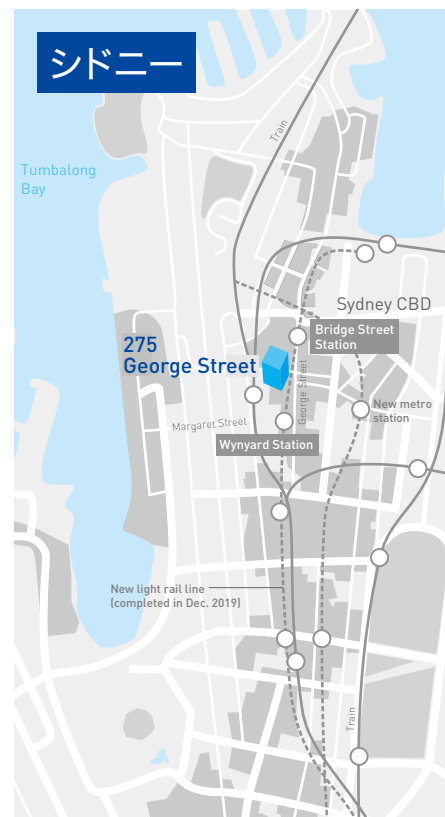 シドニー
Train
Tumbalong
Bay
Sydney CBD
Bridge Street
Station
275
George Street
George Street
New metro
station
Margaret Street
Wynyard Station
New light rail line
(completed in Dec. 2019)
Train